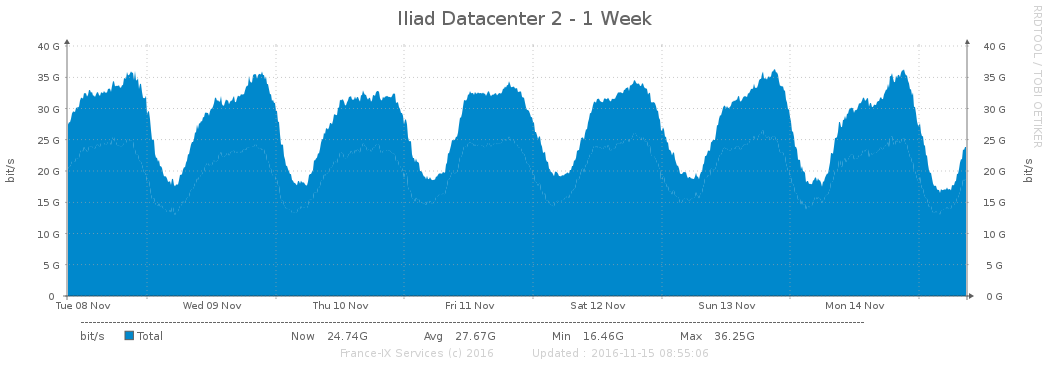 Iliad Datacenter 2 - 1 Week
RRDTOOL / TOBI OETIKER
40 G 40 G
35 G 35 G
30 G 30 G
25 G 25 G
20 G 20 G
15 G 15 G
10 G 10 G
5 G 5 G
0 0 G
bit/s bit/s
Tue 08 Nov Wed 09 Nov Thu 10 Nov Fri 11 Nov Sat 12 Nov Sun 13 Nov Mon 14 Nov
bit/s Total Now 24.74G Avg 27.67G Min 16.46G Max 36.25G
France-IX Services (c) 2016 Updated : 2016-11-15 08:55:06